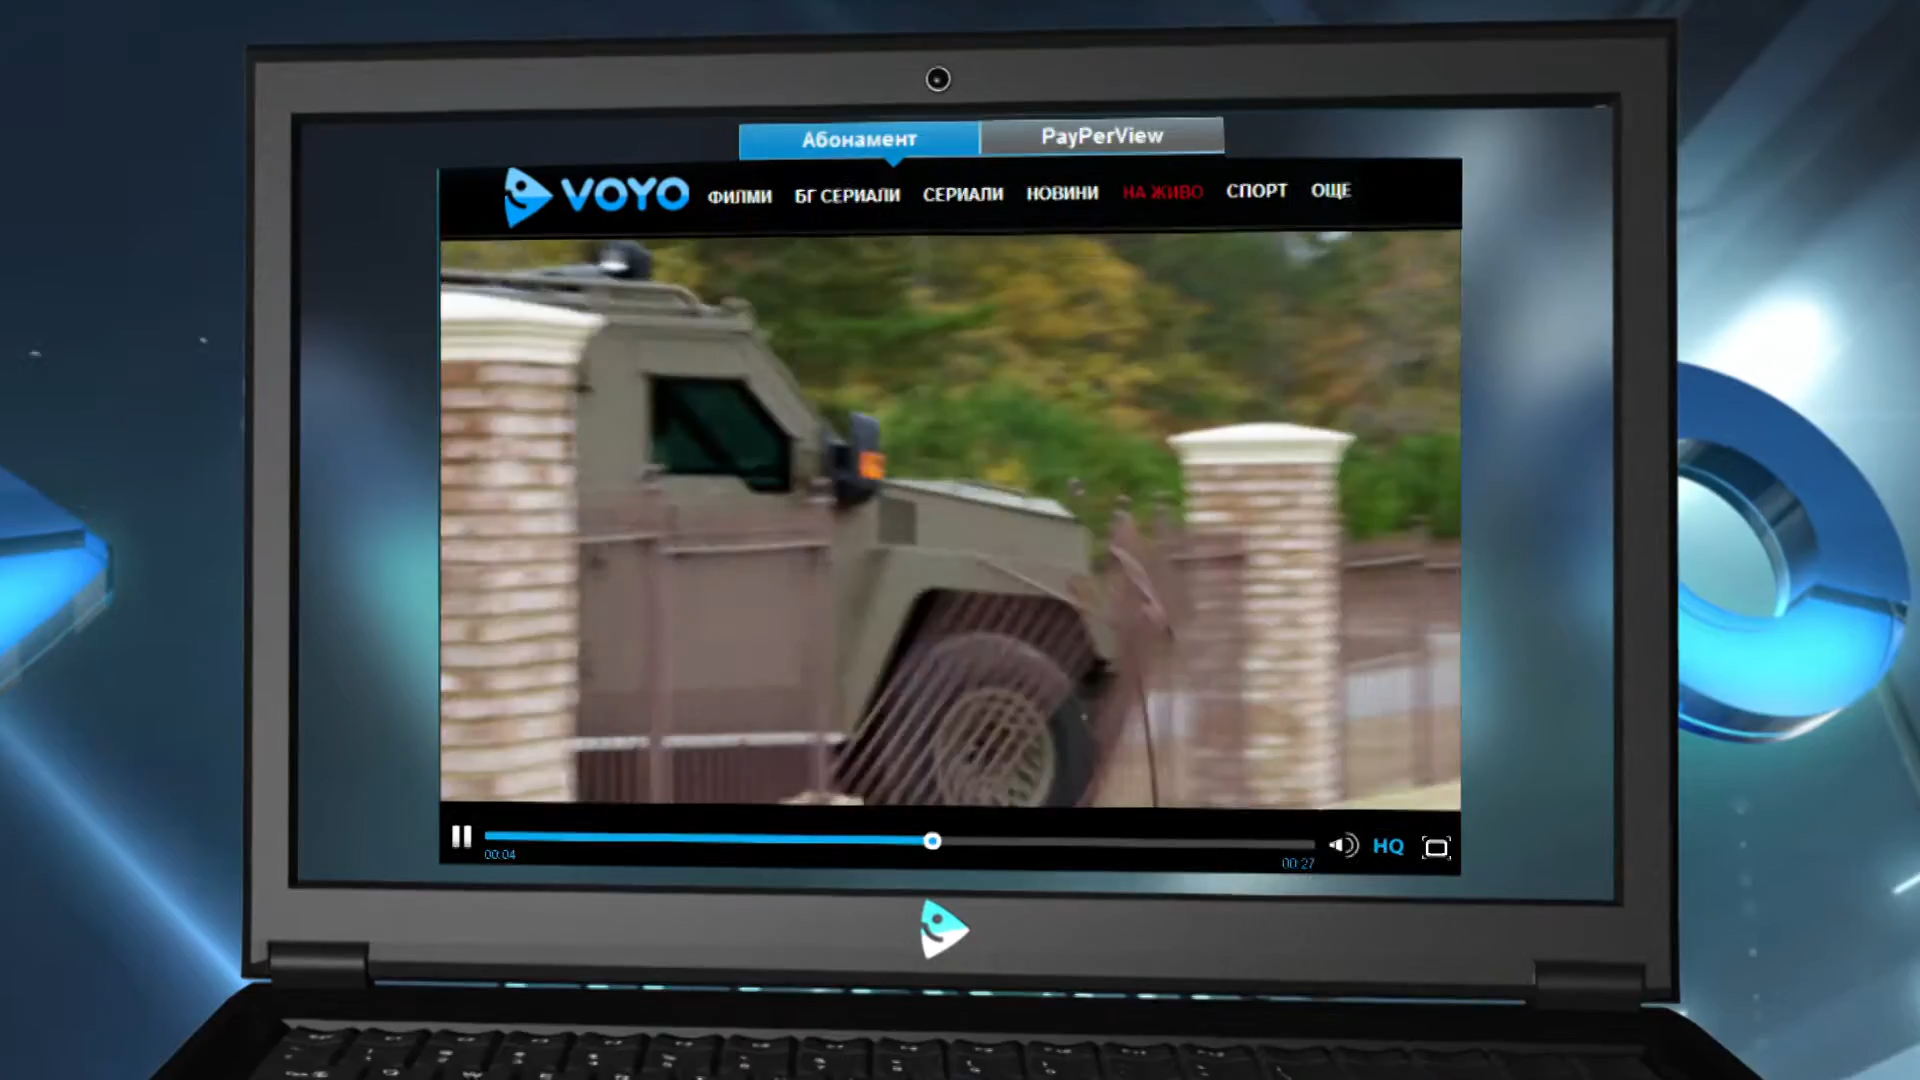 Абонамент PayPerView
VOYO ФИЛМИ БГ СЕРИАЛИ СЕРИАЛИ НОВИНИ НА ЖИВО СПОРТ ОЩЕ
00:04 00:27 HQ